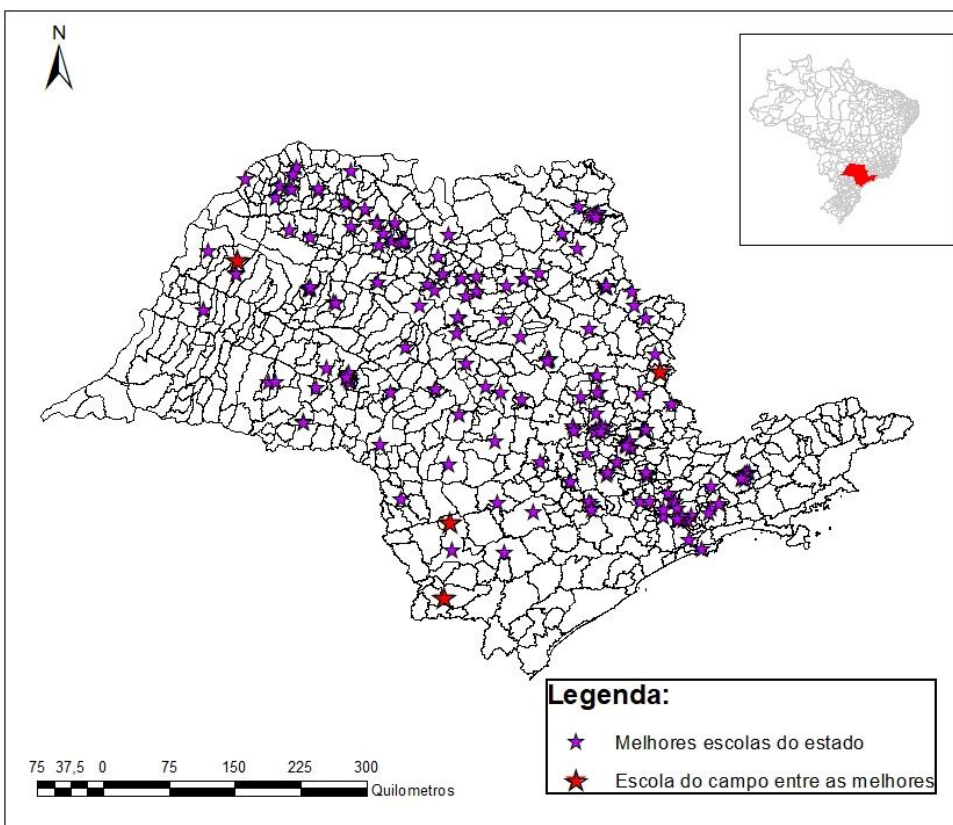 N
Legenda:
Melhores escolas do estado
Escola do campo entre as melhores
75 37,5 0 75 150 225 300
Quilometros